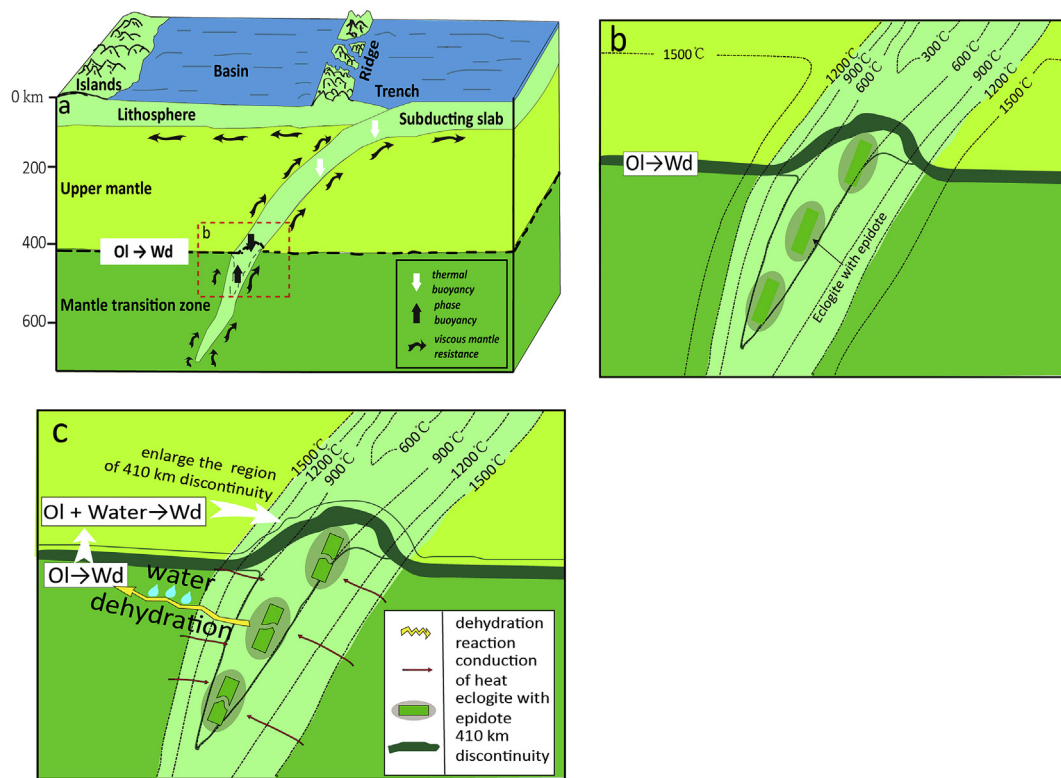 a
Islands
Basin
Ridge
Trench
0 km
Lithosphere
Subducting slab
200
Upper mantle
b
400
Ol → Wd
Mantle transition zone
600
thermal
buoyancy
phase
buoyancy
viscous mantle
resistance
b
1500℃
1200℃
900℃
600℃
300℃
600℃
900℃
1200℃
1500℃
Ol→Wd
Eclogite with epidote
c
enlarge the region
of 410 km discontinuity
1500℃
1200℃
900℃
600℃
900℃
1200℃
1500℃
Ol + Water→Wd
Ol→Wd
water
dehydration
dehydration
reaction
conduction
of heat
eclogite with
epidote
410 km
discontinuity